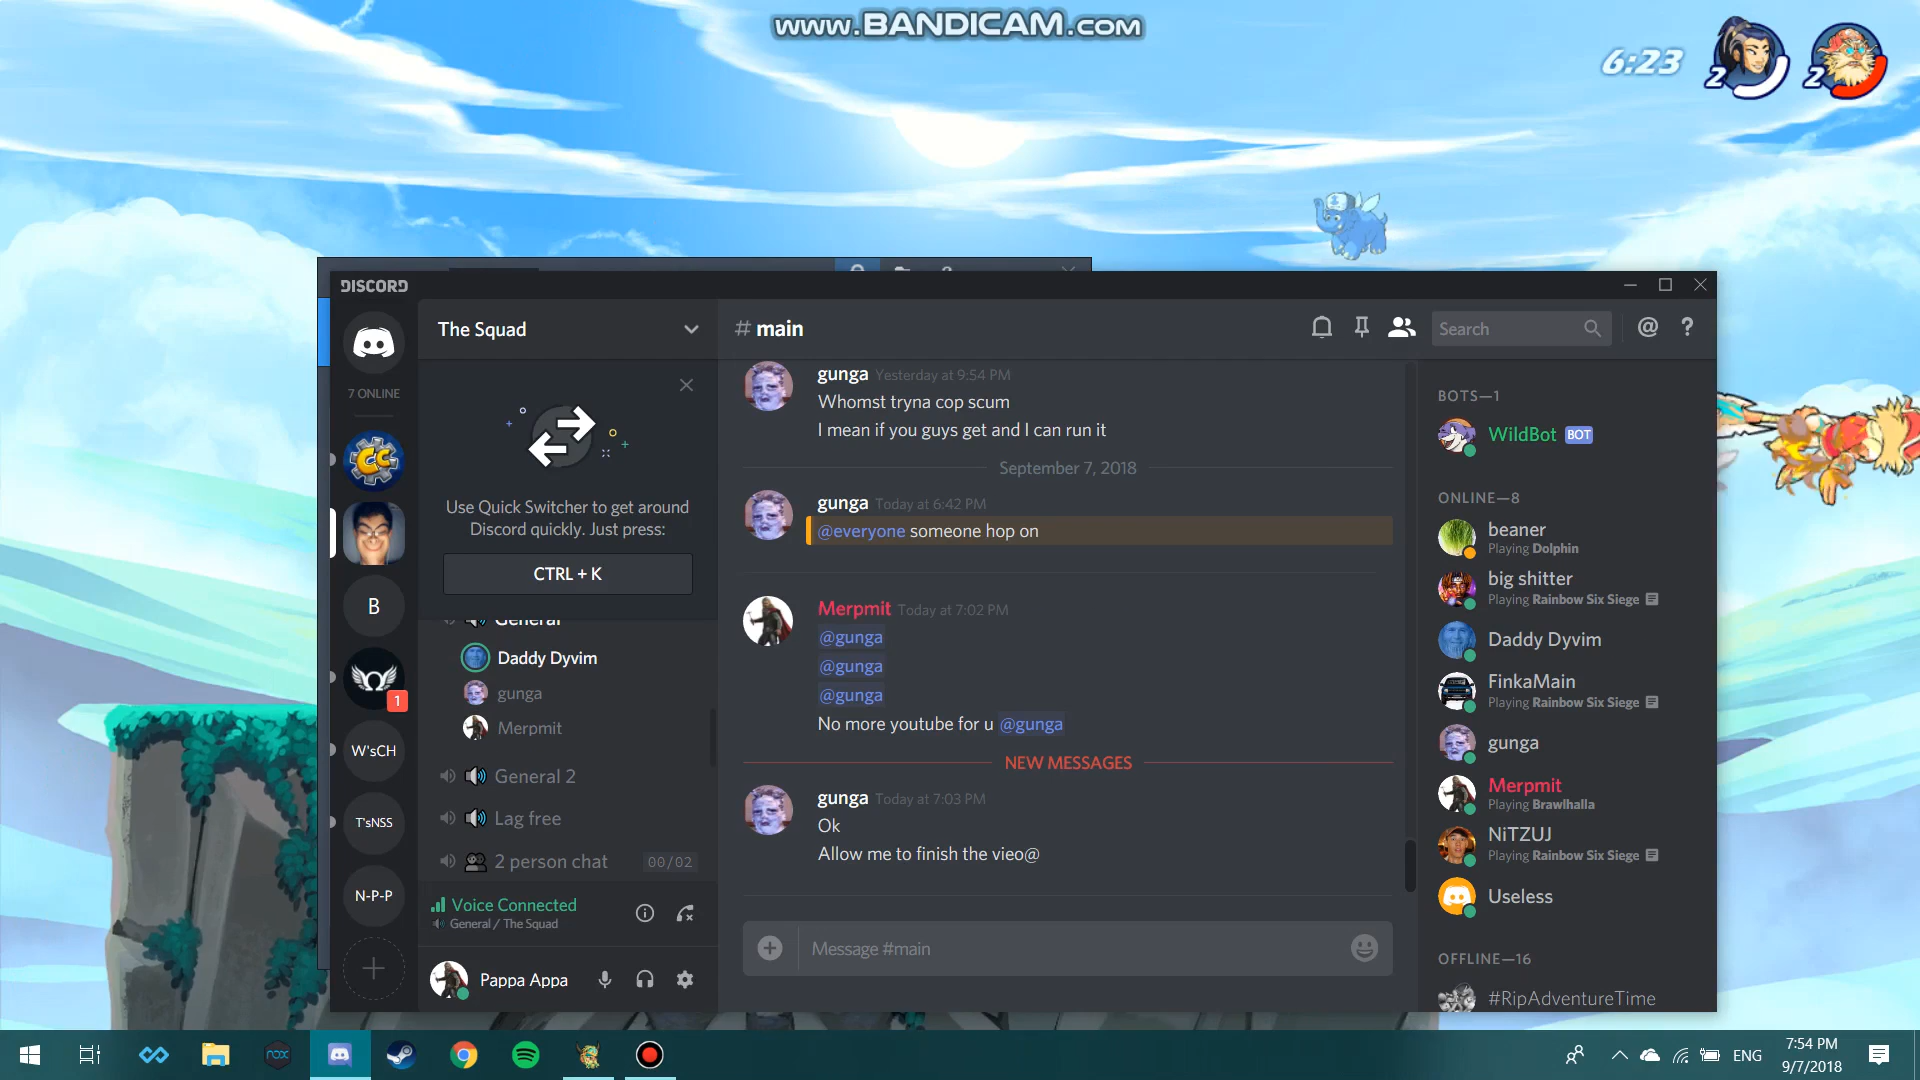 www.BANDICAM.com
6:23
2
2
DISCORD
The Squad
# main
Search
@
?
7 ONLINE
Use Quick Switcher to get around
Discord quickly. Just press:
CTRL + K
B
1
W'sCH
T'sNSS
N-P-P
General
Daddy Dyvim
gunga
Merpmit
General 2
Lag free
2 person chat 00/02
Voice Connected
General / The Squad
Pappa Appa
gunga Yesterday at 9:54 PM
Whomst tryna cop scum
I mean if you guys get and I can run it
September 7, 2018
gunga Today at 6:42 PM
@everyone someone hop on
Merpmit Today at 7:02 PM
@gunga
@gunga
@gunga
No more youtube for u @gunga
NEW MESSAGES
gunga Today at 7:03 PM
Ok
Allow me to finish the vieo@
Message #main
BOTS—1
WildBot BOT
ONLINE—8
beaner
Playing Dolphin
big shitter
Playing Rainbow Six Siege
Daddy Dyvim
FinkaMain
Playing Rainbow Six Siege
gunga
Merpmit
Playing Brawlhalla
NiTZUJ
Playing Rainbow Six Siege
Useless
OFFLINE—16
#RipAdventureTime
nox
ENG
7:54 PM
9/7/2018